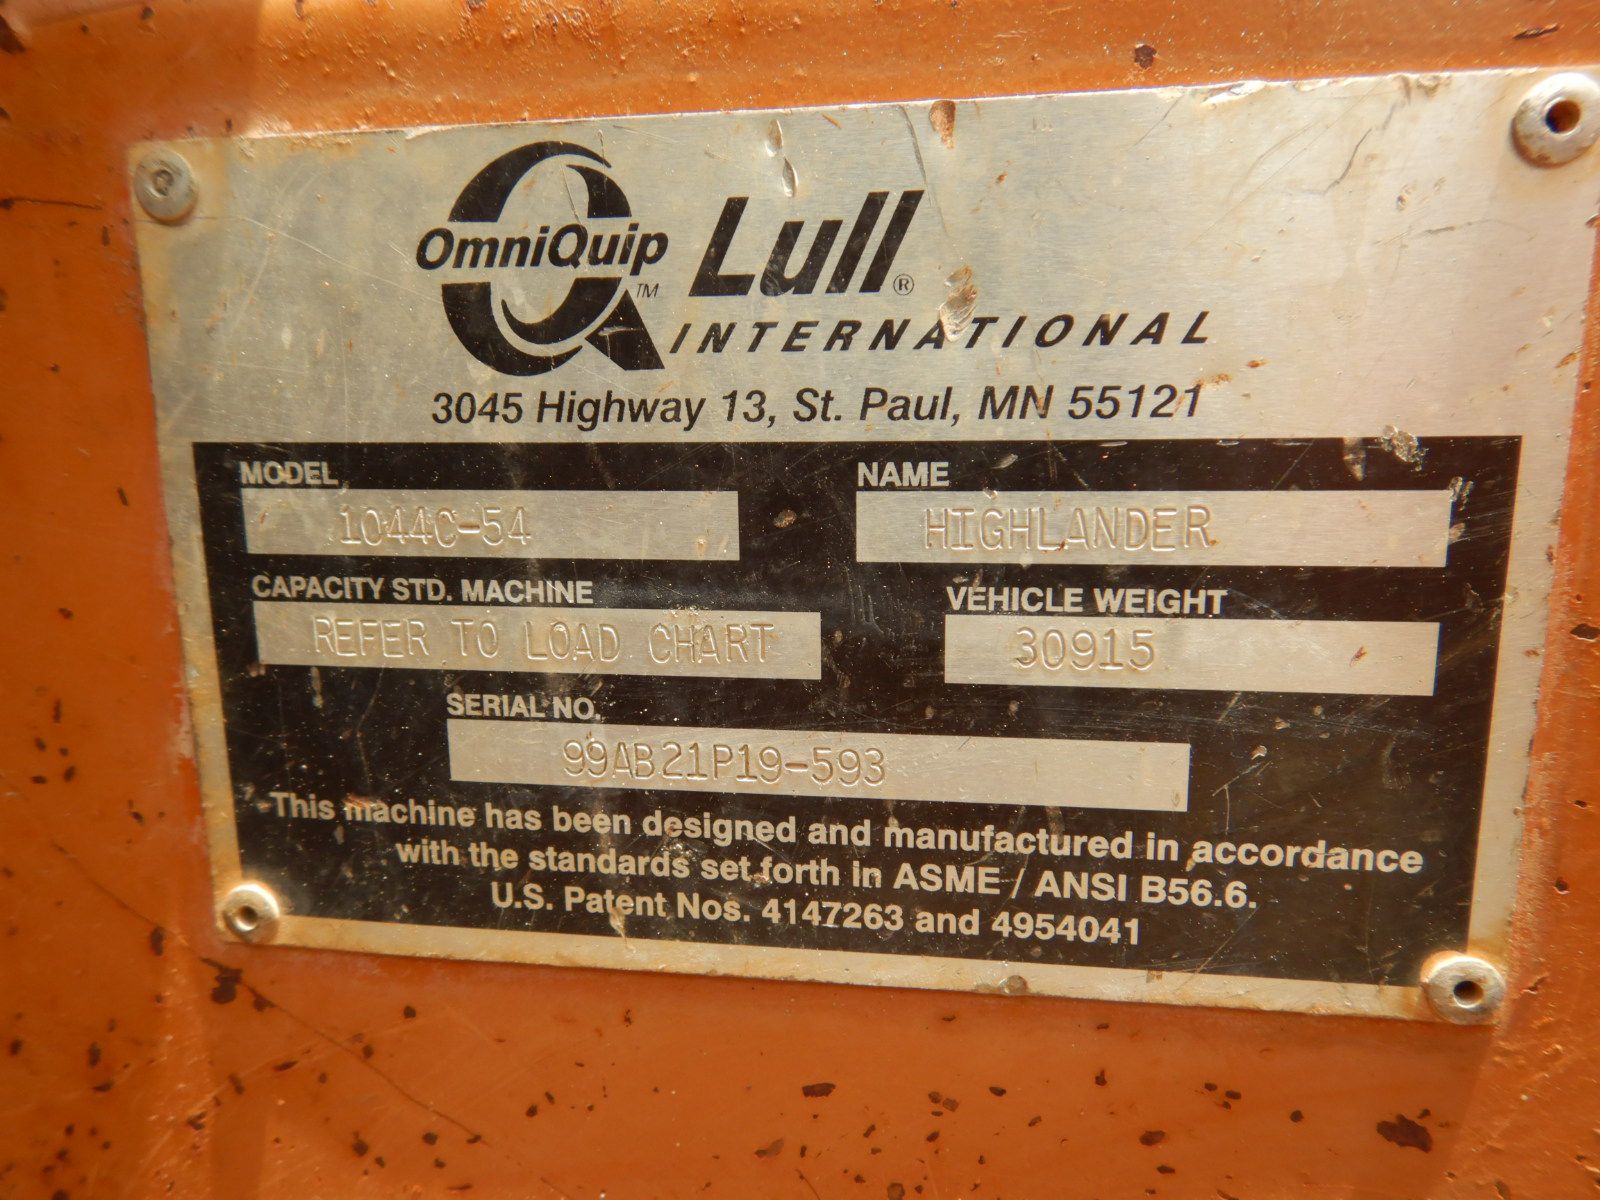 OmniQuip TM
Lull ®
INTERNATIONAL
3045 Highway 13, St. Paul, MN 55121
MODEL
1044C-54
NAME
HIGHLANDER
CAPACITY STD. MACHINE
REFER TO LOAD CHART
VEHICLE WEIGHT
30915
SERIAL NO.
99AB21P19-593
This machine has been designed and manufactured in accordance
with the standards set forth in ASME / ANSI B56.6.
U.S. Patent Nos. 4147263 and 4954041